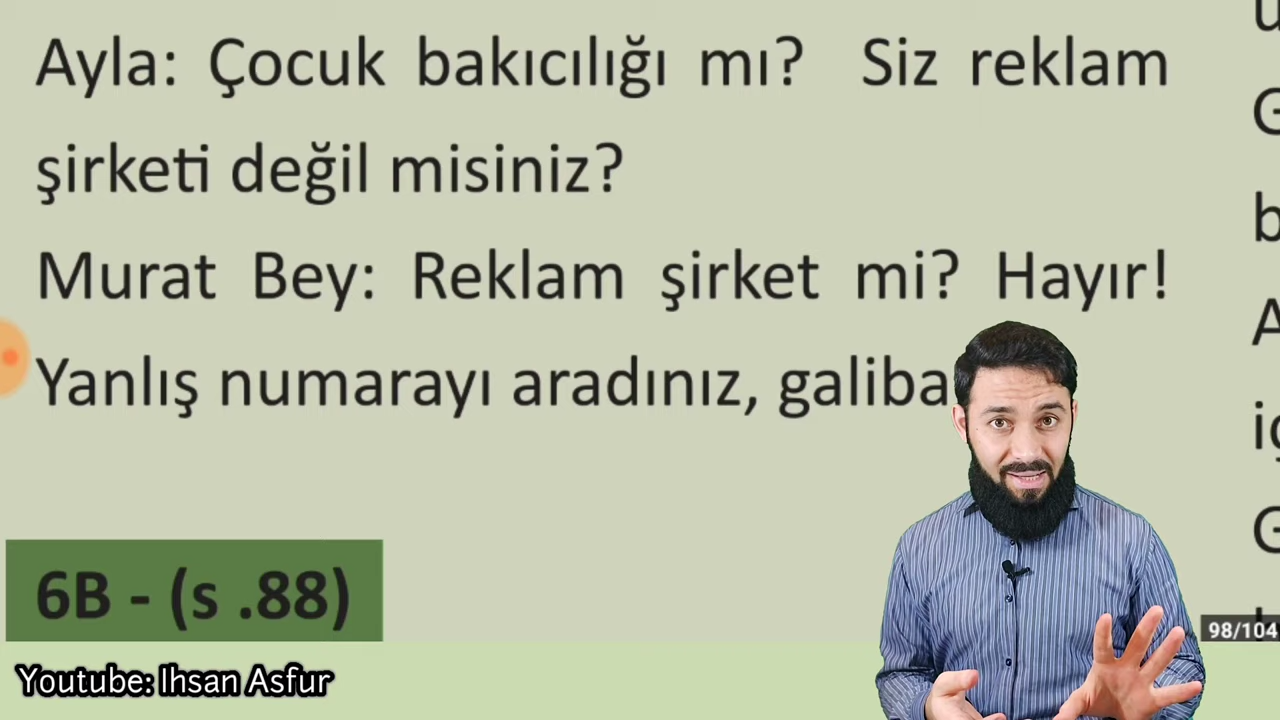 Ayla: Çocuk bakıcılığı mı? Siz reklam
şirketi değil misiniz?
Murat Bey: Reklam şirket mi? Hayır!
Yanlış numarayı aradınız, galiba
6B - (s .88)
98/104
Youtube: Ihsan Asfur